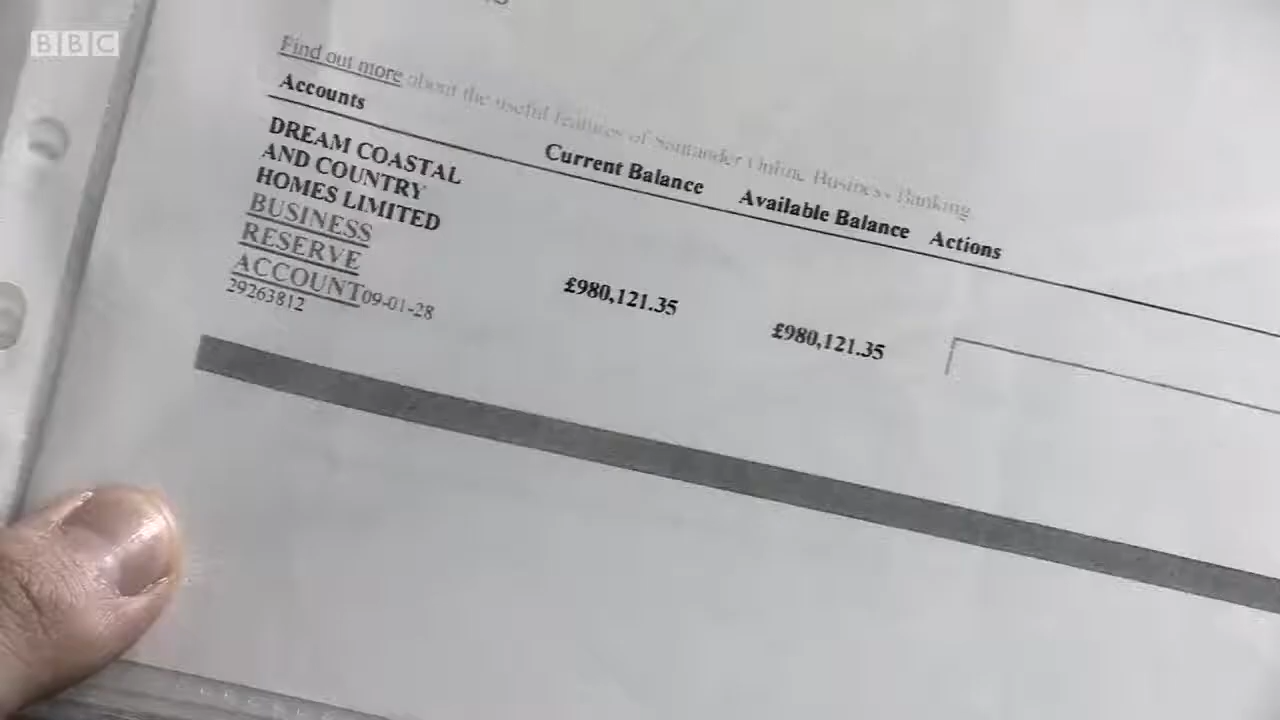 BBC
Find out more about the useful features of Santander Online Business Banking
Accounts
Current Balance
Available Balance
Actions
DREAM COASTAL
AND COUNTRY
HOMES LIMITED
BUSINESS
RESERVE
ACCOUNT09-01-28
29263812
£980,121.35
£980,121.35